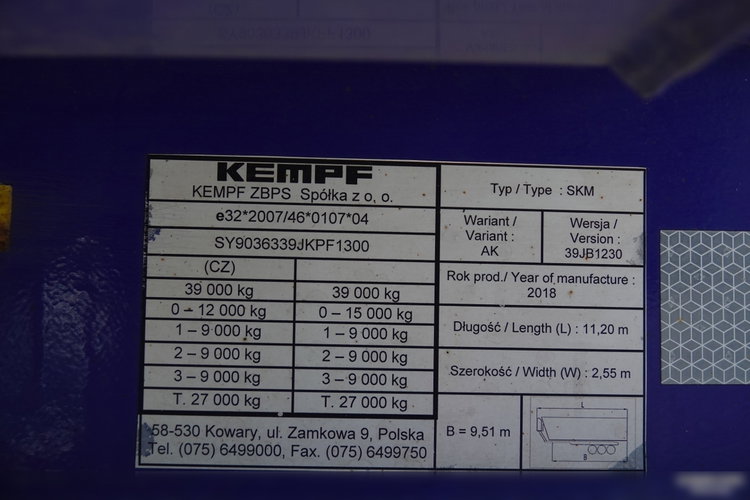 KEMPF
KEMPF ZBPS Spółka z o. o.
e32*2007/46*0107*04
SY9036339JKPF1300
(CZ)
39 000 kg 39 000 kg
0 – 12 000 kg 0 – 15 000 kg
1 – 9 000 kg 1 – 9 000 kg
2 – 9 000 kg 2 – 9 000 kg
3 – 9 000 kg 3 – 9 000 kg
T. 27 000 kg T. 27 000 kg
58-530 Kowary, ul. Zamkowa 9, Polska
Tel. (075) 6499000, Fax. (075) 6499750
Typ / Type : SKM
Wariant /
Variant :
AK
Wersja /
Version :
39JB1230
Rok prod./ Year of manufacture :
2018
Długość / Length (L) : 11,20 m
Szerokość / Width (W) : 2,55 m
B = 9,51 m
L
B